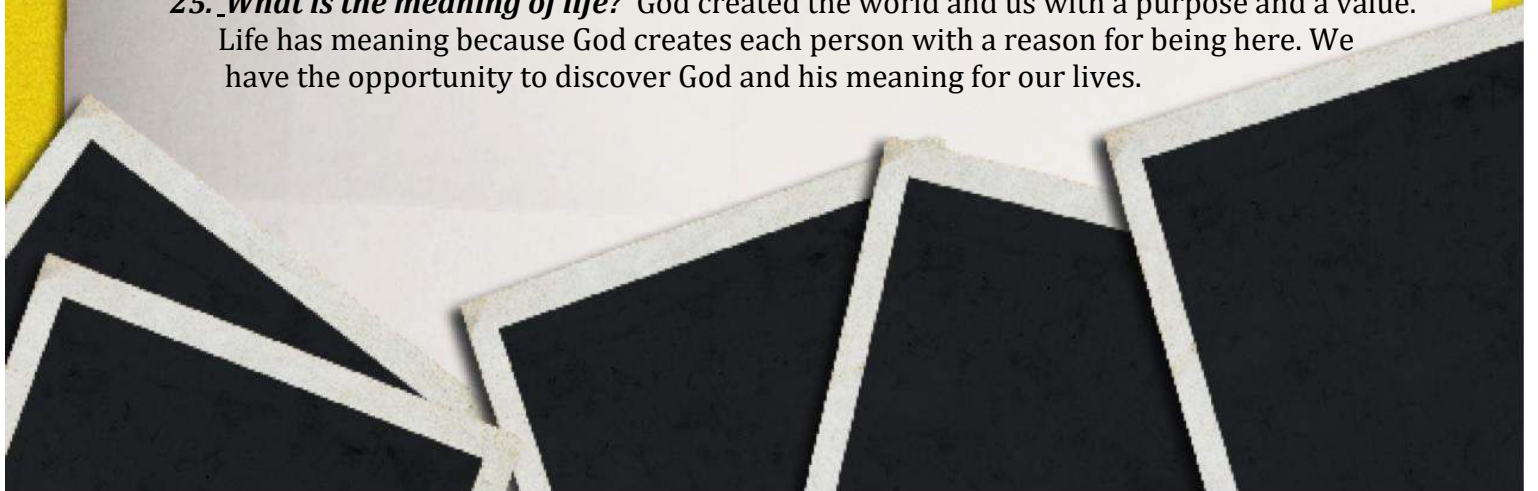 25. What is the meaning of life? God created the world and us with a purpose and a value.
Life has meaning because God creates each person with a reason for being here. We
have the opportunity to discover God and his meaning for our lives.